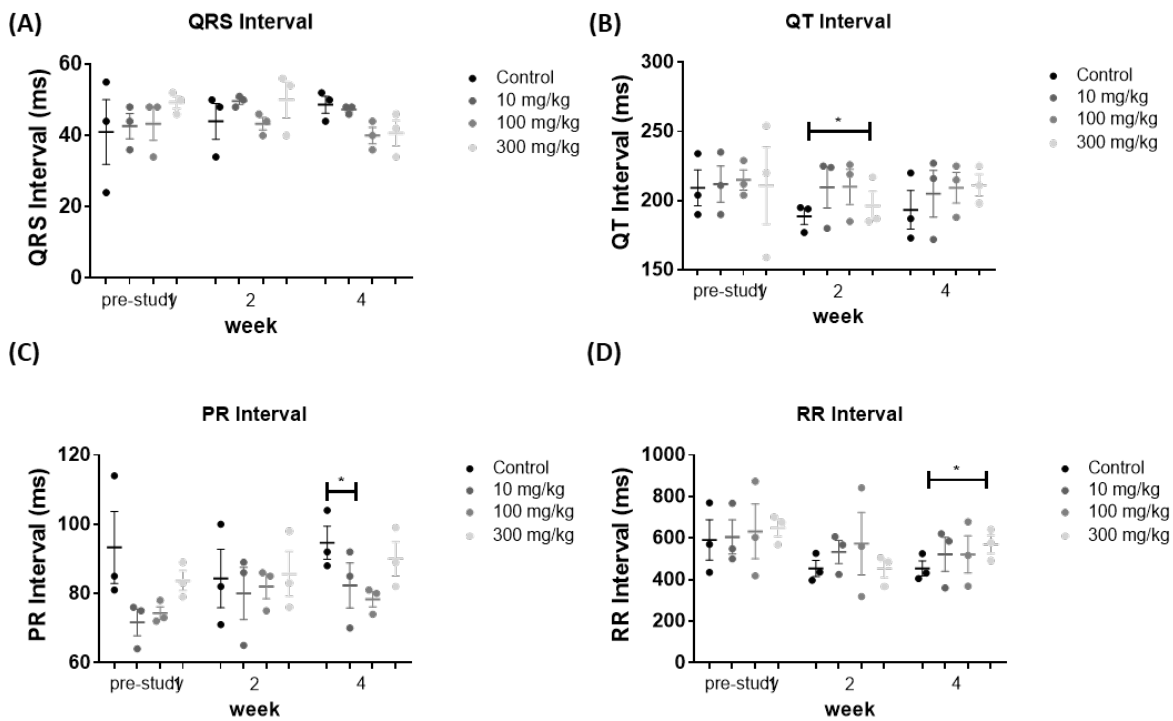 (A)
QRS Interval
QRS Interval (ms)
60
40
20
0
pre-study 1
2
4
week
Control
10 mg/kg
100 mg/kg
300 mg/kg
(B)
QT Interval
QT Interval (ms)
300
250
200
150
*
pre-study 1
2
4
week
Control
10 mg/kg
100 mg/kg
300 mg/kg
(C)
PR Interval
PR Interval (ms)
120
100
80
60
*
pre-study 1
2
4
week
Control
10 mg/kg
100 mg/kg
300 mg/kg
(D)
RR Interval
RR Interval (ms)
1000
800
600
400
200
0
*
pre-study 1
2
4
week
Control
10 mg/kg
100 mg/kg
300 mg/kg